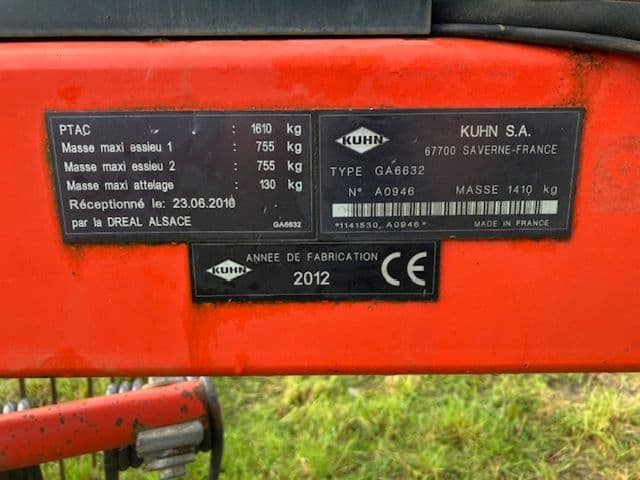 PTAC : 1610 kg
Masse maxi essieu 1 : 755 kg
Masse maxi essieu 2 : 755 kg
Masse maxi attelage : 130 kg
Réceptionné le: 23.06.2010
par la DREAL ALSACE GA6632
KUHN KUHN S.A.
67700 SAVERNE-FRANCE
TYPE GA6632
N° A0946 MASSE 1410 kg
*1141530_A0946* MADE IN FRANCE
KUHN ANNEE DE FABRICATION CE
2012